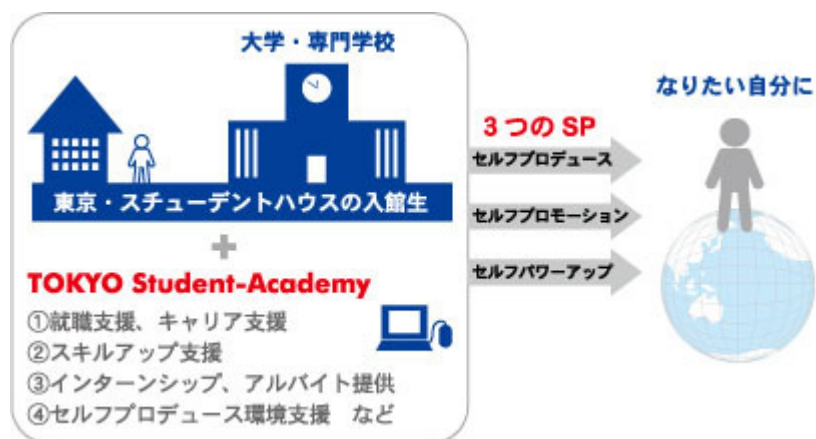 大学・専門学校
東京・スチューデントハウスの入館生
+
TOKYO Student-Academy
①就職支援、キャリア支援
②スキルアップ支援
③インターンシップ、アルバイト提供
④セルフプロデュース環境支援 など
3つのSP
セルフプロデュース
セルフプロモーション
セルフパワーアップ
なりたい自分に